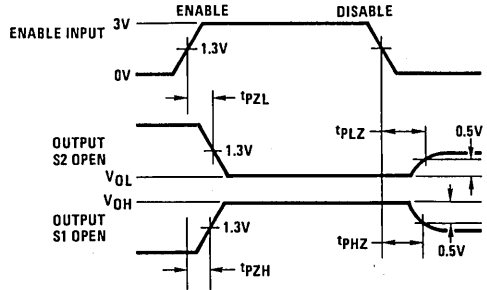 ENABLE DISABLE
3V
ENABLE INPUT
1.3V
0V
tPZL
tPLZ
0.5V
OUTPUT
S2 OPEN
1.3V
VOL
VOH
OUTPUT
S1 OPEN
1.3V
tPHZ
0.5V
tPZH